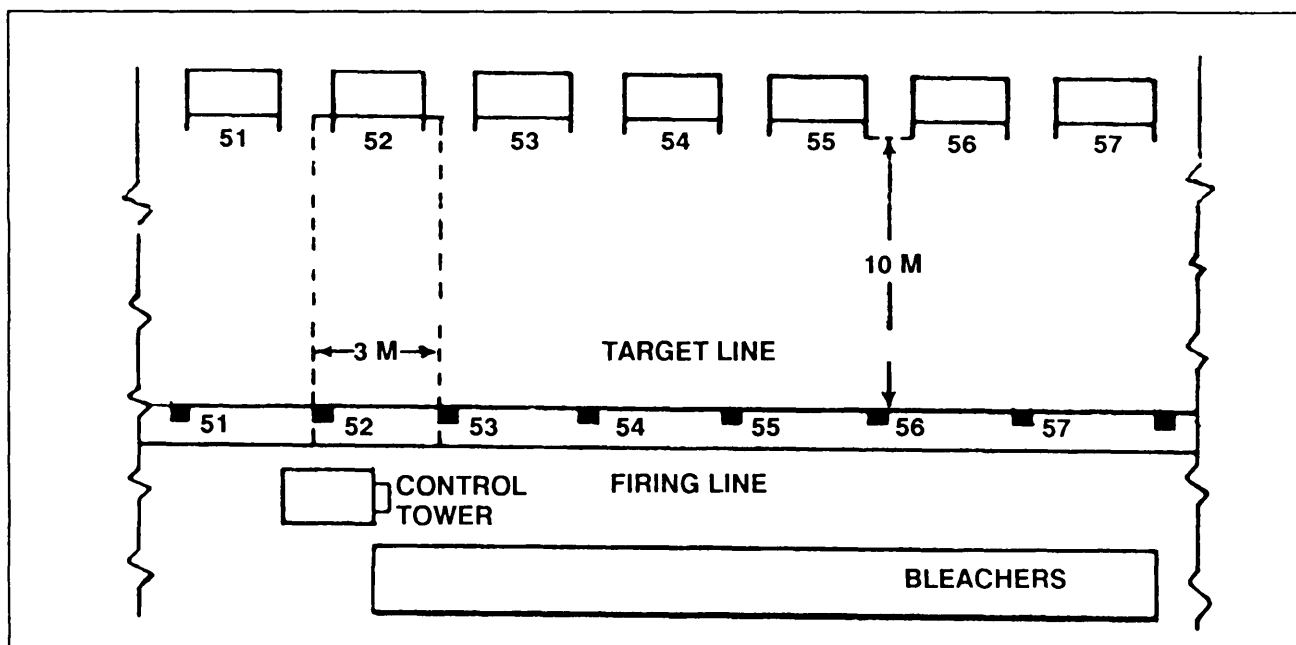 51 52 53 54 55 56 57
10 M
3 M
TARGET LINE
51 52 53 54 55 56 57
CONTROL
TOWER
FIRING LINE
BLEACHERS